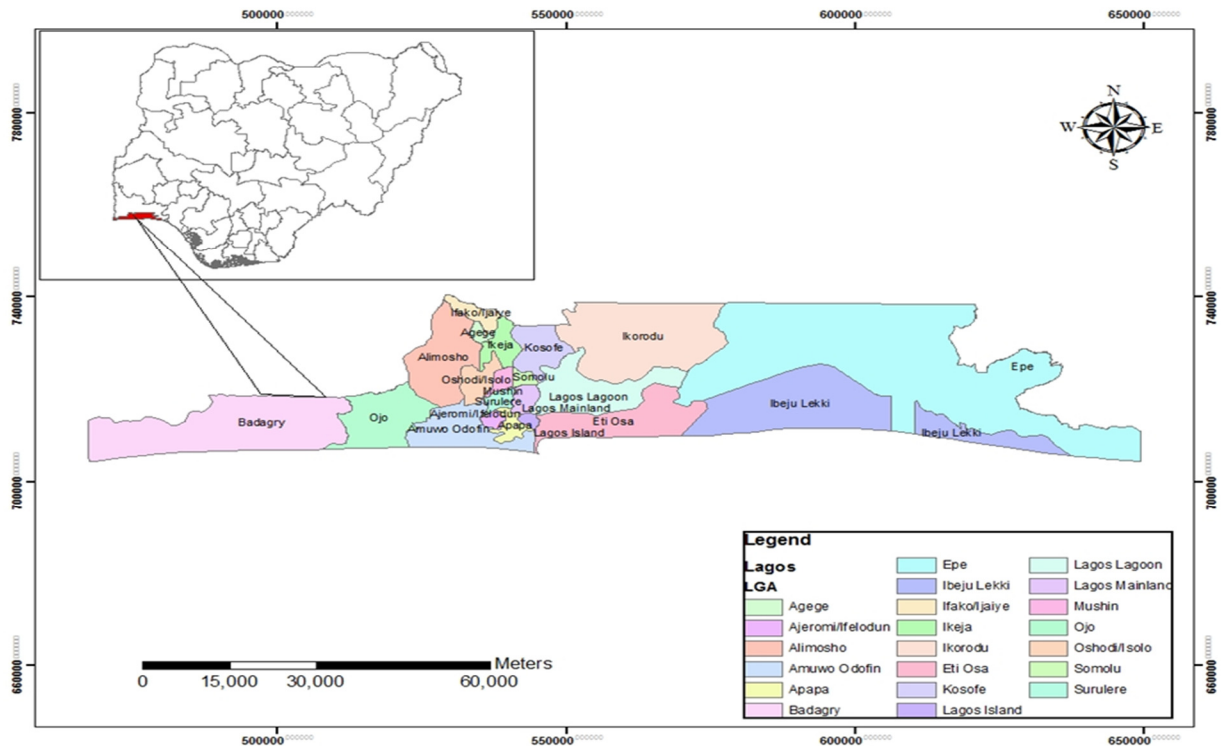 500000 550000 600000 650000
780000 780000
N
W E
S
740000 740000
Ifako/Ijaiye
Agege
Ikeja
Kosofe
Ikorodu
Alimosho
Oshodi/Isolo
Somolu
Mushin
Surulere
Lagos Lagoon
Lagos Mainland
Epe
Ibeju Lekki
Badagry
Ojo
Ajeromi/Ifelodun
Apapa
Amuwo Odofin
Eti Osa
Lagos Island
Ibeju Lekki
700000 700000
660000 660000
Meters
0 15,000 30,000 60,000
Legend
Lagos
LGA
Agege
Ajeromi/Ifelodun
Alimosho
Amuwo Odofin
Apapa
Badagry
Epe
Ibeju Lekki
Ifako/Ijaiye
Ikeja
Ikorodu
Eti Osa
Kosofe
Lagos Island
Lagos Lagoon
Lagos Mainland
Mushin
Ojo
Oshodi/Isolo
Somolu
Surulere
500000 550000 600000 650000